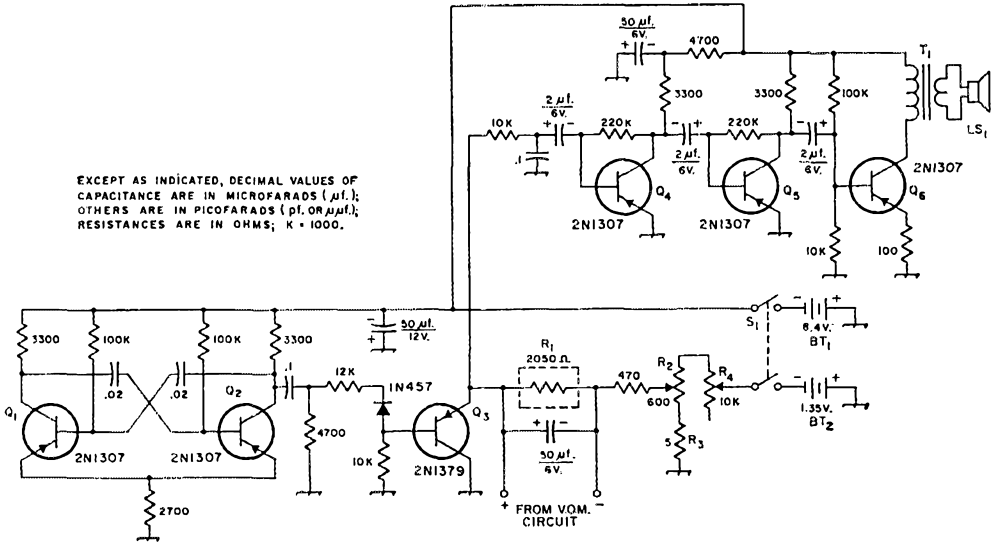 50 μf.
6V.
+ -
4700
T1
3300
3300
100K
LS1
2 μf.
6V.
+ -
10K
220K
- +
220K
- +
.1
2 μf.
6V.
2 μf.
6V.
2N1307
Q4
Q5
Q6
2N1307
2N1307
10K
100
EXCEPT AS INDICATED, DECIMAL VALUES OF
CAPACITANCE ARE IN MICROFARADS (μf.);
OTHERS ARE IN PICOFARADS (pf. OR μμf.);
RESISTANCES ARE IN OHMS; K = 1000.
3300
100K
100K
3300
-
+
50 μf.
12V.
S1
- +
6.4V.
BT1
R1
2050 Ω
.02
.02
.1
12K
1N457
470
R2
600
R4
10K
- +
1.35V.
BT2
Q1
Q2
Q3
2N1307
2N1307
4700
10K
2N1379
+ -
50 μf.
6V.
5
R3
2700
+
-
FROM V.O.M.
CIRCUIT